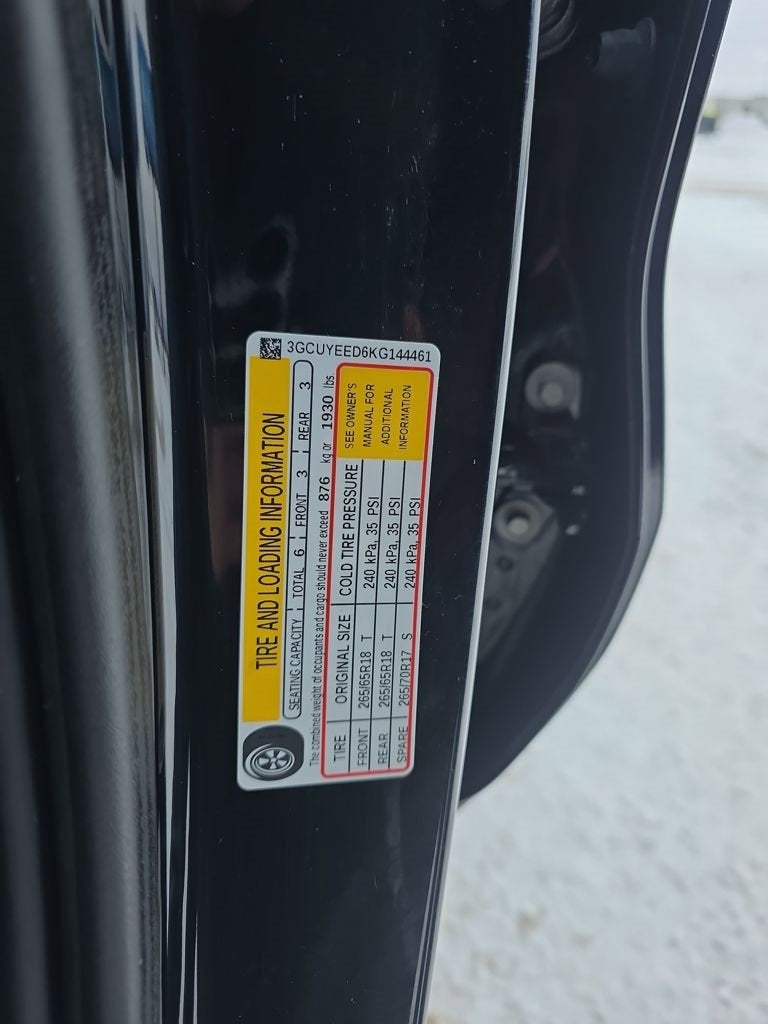 3GCUYEED6KG144461
TIRE AND LOADING INFORMATION
SEATING CAPACITY TOTAL 6 FRONT 3 REAR 3
The combined weight of occupants and cargo should never exceed 876 kg or 1930 lbs
TIRE ORIGINAL SIZE COLD TIRE PRESSURE
FRONT 265/65R18 T 240 kPa, 35 PSI
REAR 265/65R18 T 240 kPa, 35 PSI
SPARE 265/70R17 S 240 kPa, 35 PSI
SEE OWNER'S
MANUAL FOR
ADDITIONAL
INFORMATION